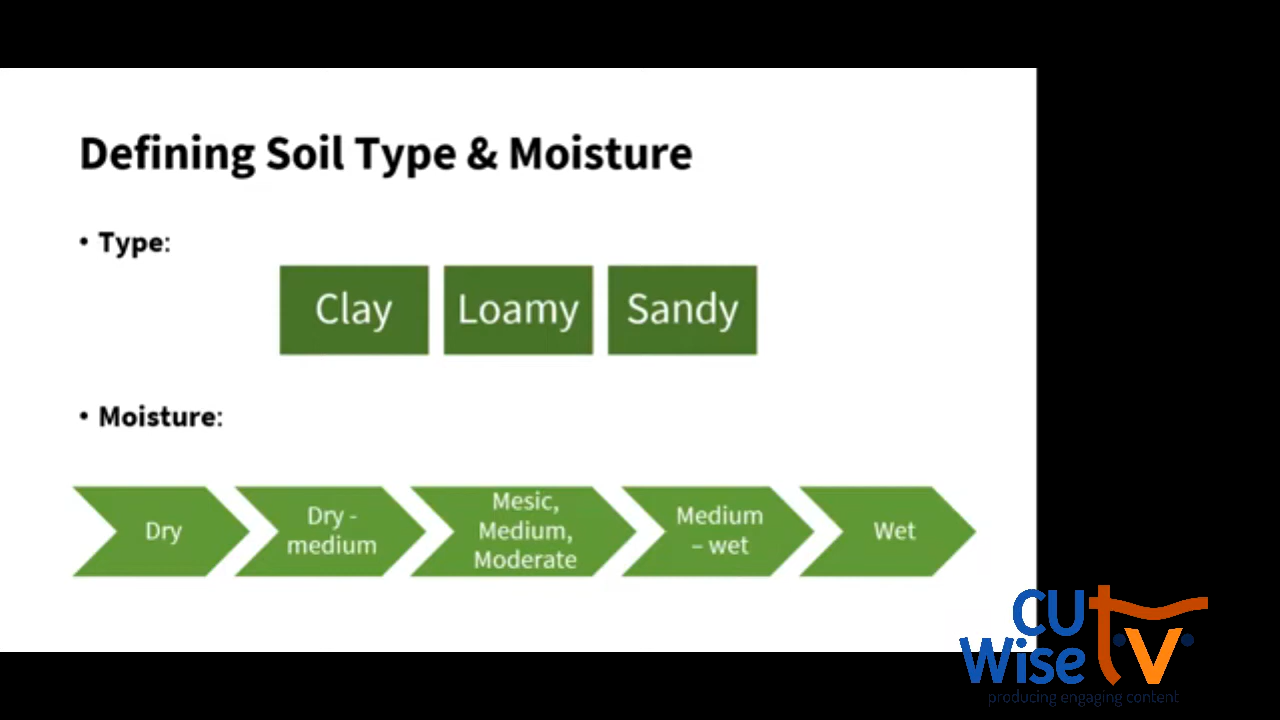 Defining Soil Type & Moisture
• Type:
Clay
Loamy
Sandy
• Moisture:
Dry
Dry -
medium
Mesic,
Medium,
Moderate
Medium
– wet
Wet
CU
Wise tv
producing engaging content